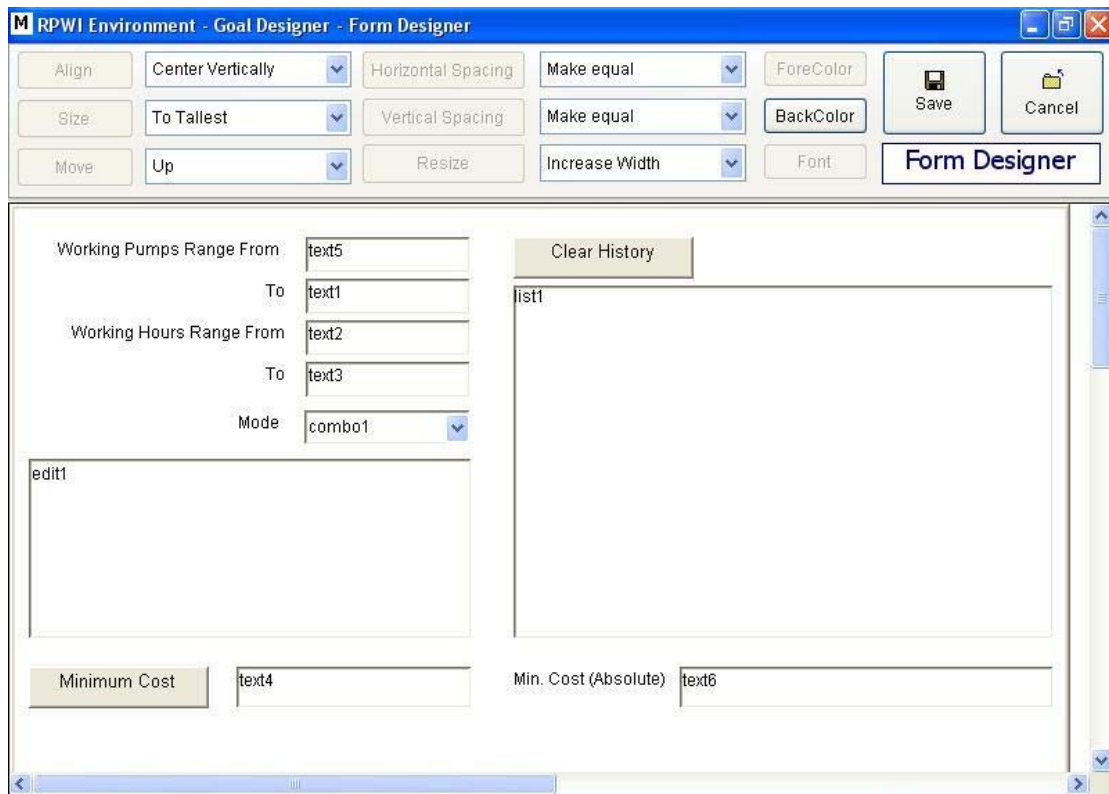 M RPWI Environment - Goal Designer - Form Designer
Align Center Vertically Horizontal Spacing Make equal ForeColor
Size To Tallest Vertical Spacing Make equal BackColor
Move Up Resize Increase Width Font
Save Cancel
Form Designer
Working Pumps Range From text5
To text1
Working Hours Range From text2
To text3
Mode combo1
edit1
Clear History
list1
Minimum Cost text4 Min. Cost (Absolute) text6